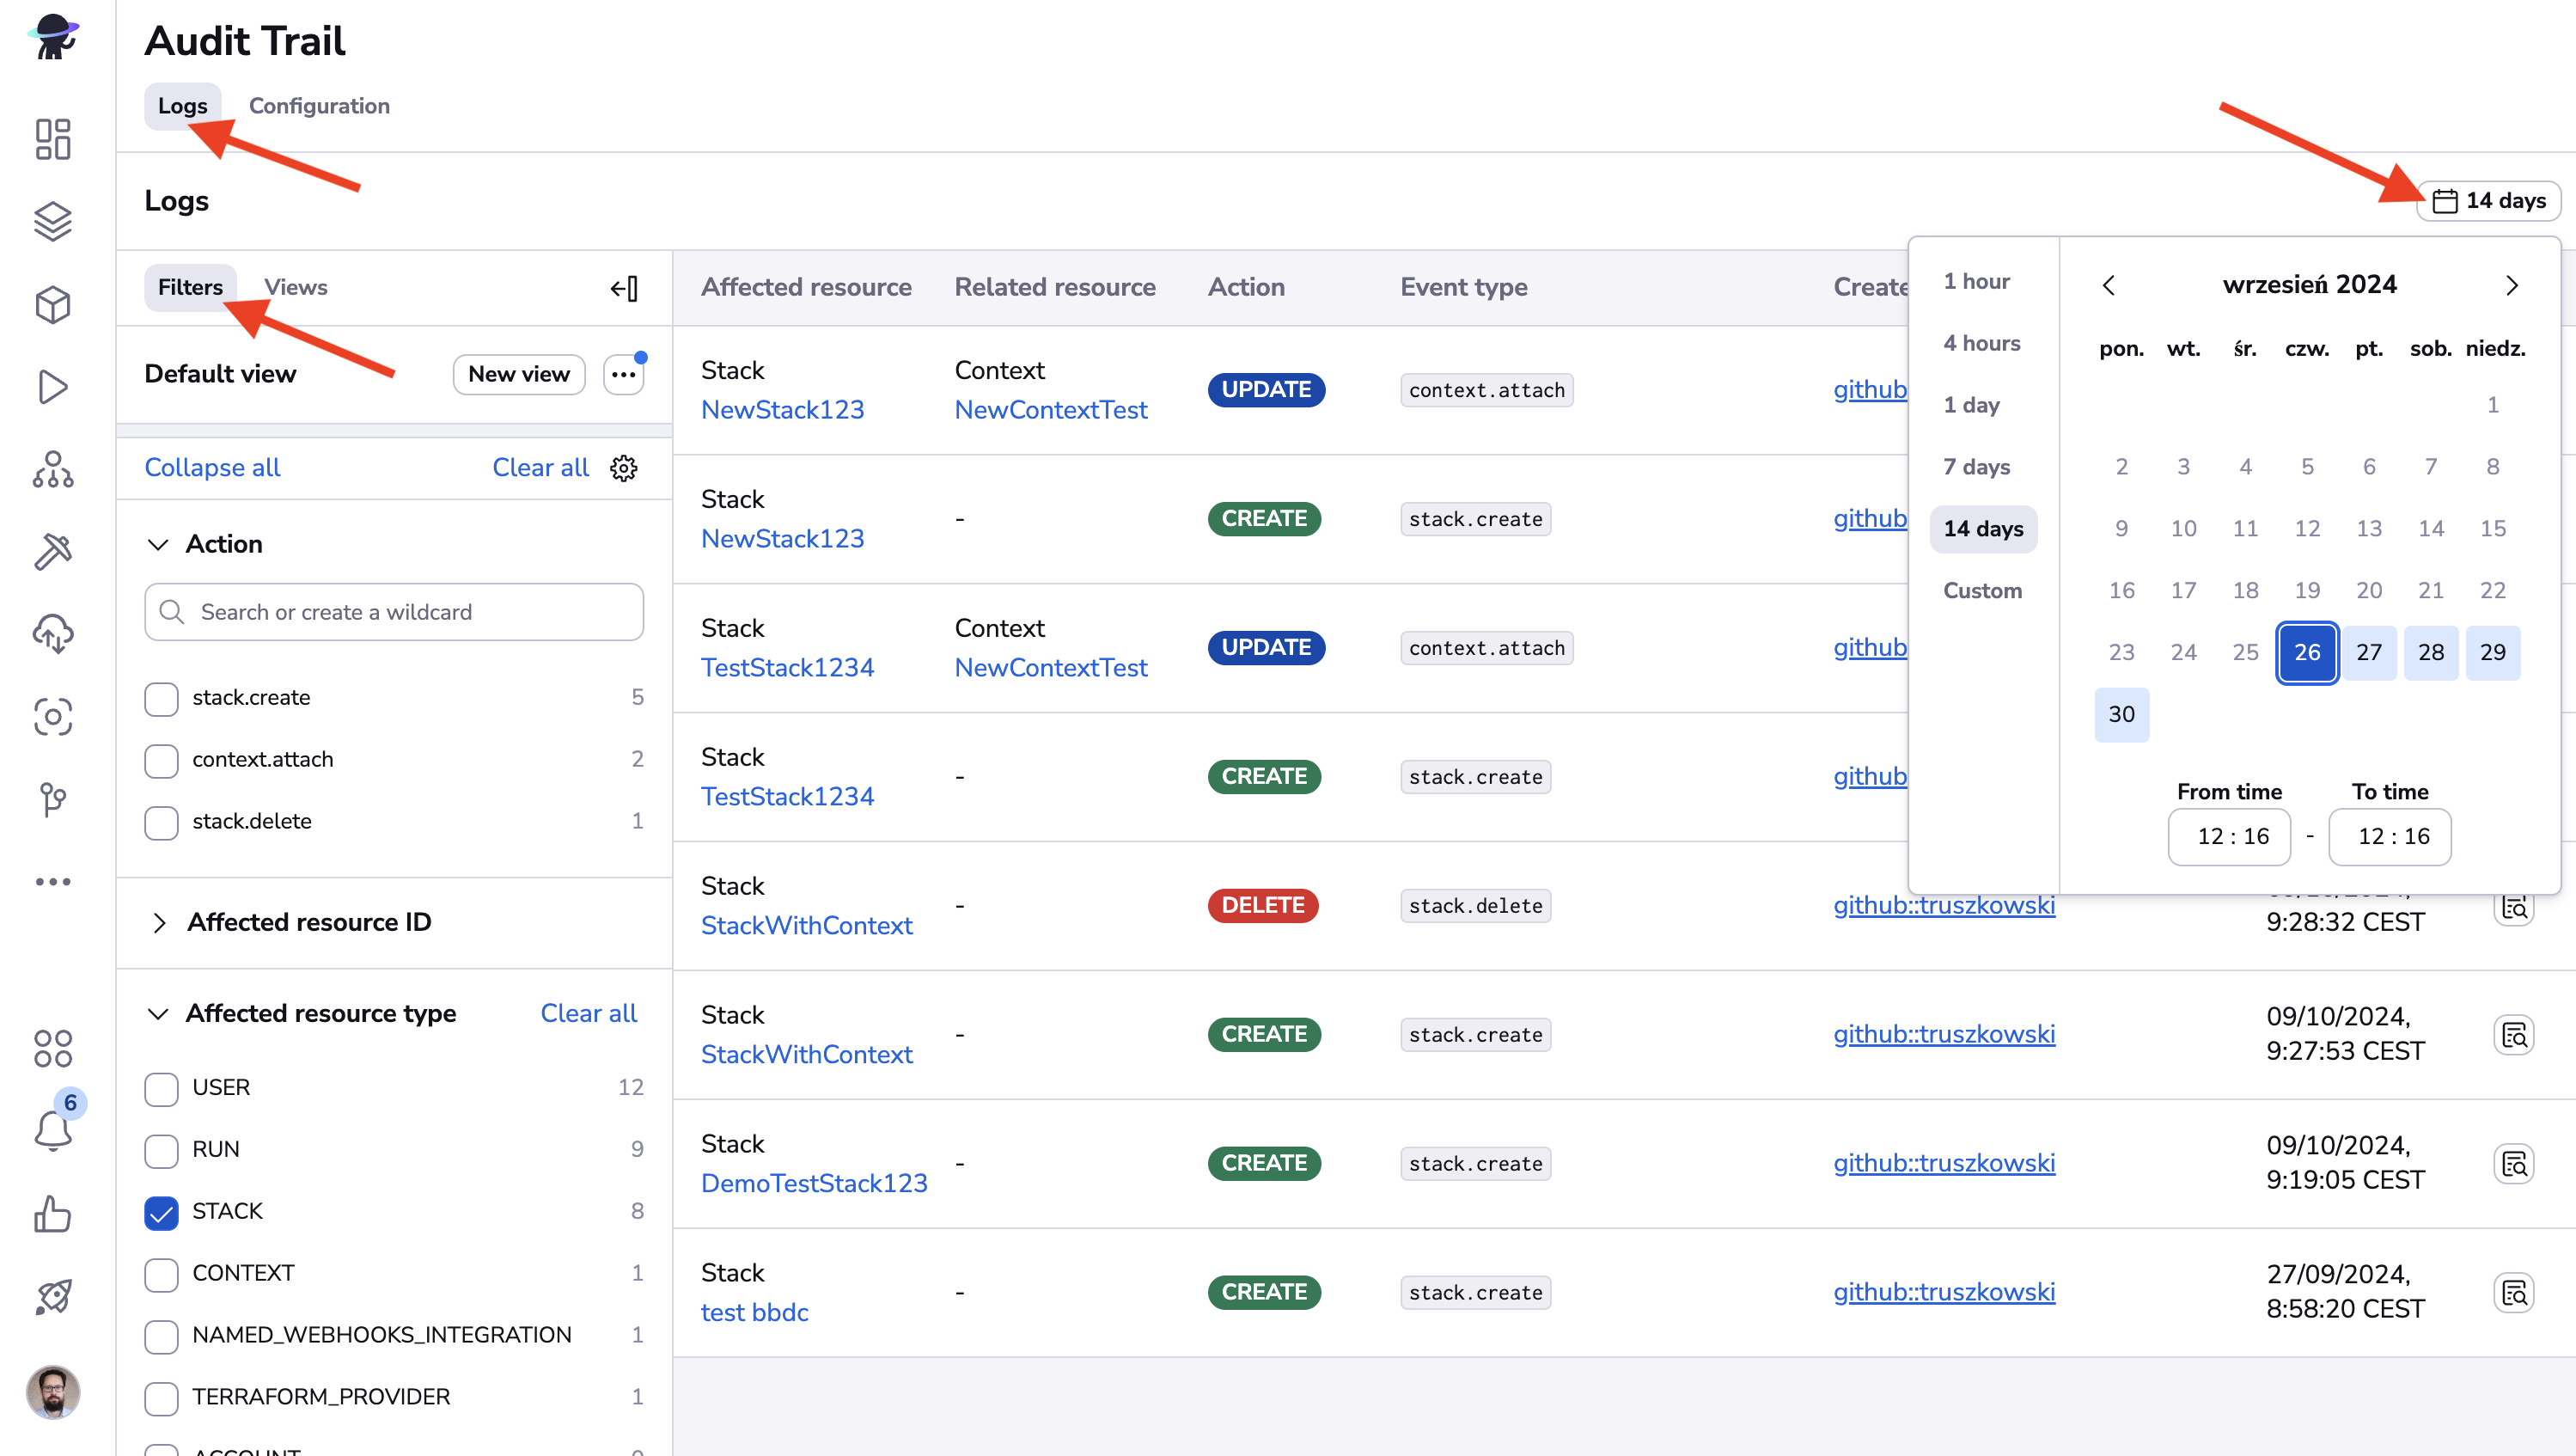 Audit Trail
Logs
Configuration
Logs
14 days
Filters
Views
Default view
New view
Collapse all
Clear all
Action
Search or create a wildcard
stack.create 5
context.attach 2
stack.delete 1
Affected resource ID
Affected resource type
Clear all
USER 12
RUN 9
STACK 8
CONTEXT 1
NAMED_WEBHOOKS_INTEGRATION 1
TERRAFORM_PROVIDER 1
6
Affected resource Related resource Action Event type Create
Stack
NewStack123
Context
NewContextTest
UPDATE
context.attach
github
Stack
NewStack123
-
CREATE
stack.create
github
Stack
TestStack1234
Context
NewContextTest
UPDATE
context.attach
github
Stack
TestStack1234
-
CREATE
stack.create
github
Stack
StackWithContext
-
DELETE
stack.delete
github::truszkowski
9:28:32 CEST
Stack
StackWithContext
-
CREATE
stack.create
github::truszkowski
09/10/2024,
9:27:53 CEST
Stack
DemoTestStack123
-
CREATE
stack.create
github::truszkowski
09/10/2024,
9:19:05 CEST
Stack
test bbdc
-
CREATE
stack.create
github::truszkowski
27/09/2024,
8:58:20 CEST
1 hour
4 hours
1 day
7 days
14 days
Custom
wrzesień 2024
pon. wt. śr. czw. pt. sob. niedz.
1
2 3 4 5 6 7 8
9 10 11 12 13 14 15
16 17 18 19 20 21 22
23 24 25 26 27 28 29
30
From time
To time
12 : 16 - 12 : 16